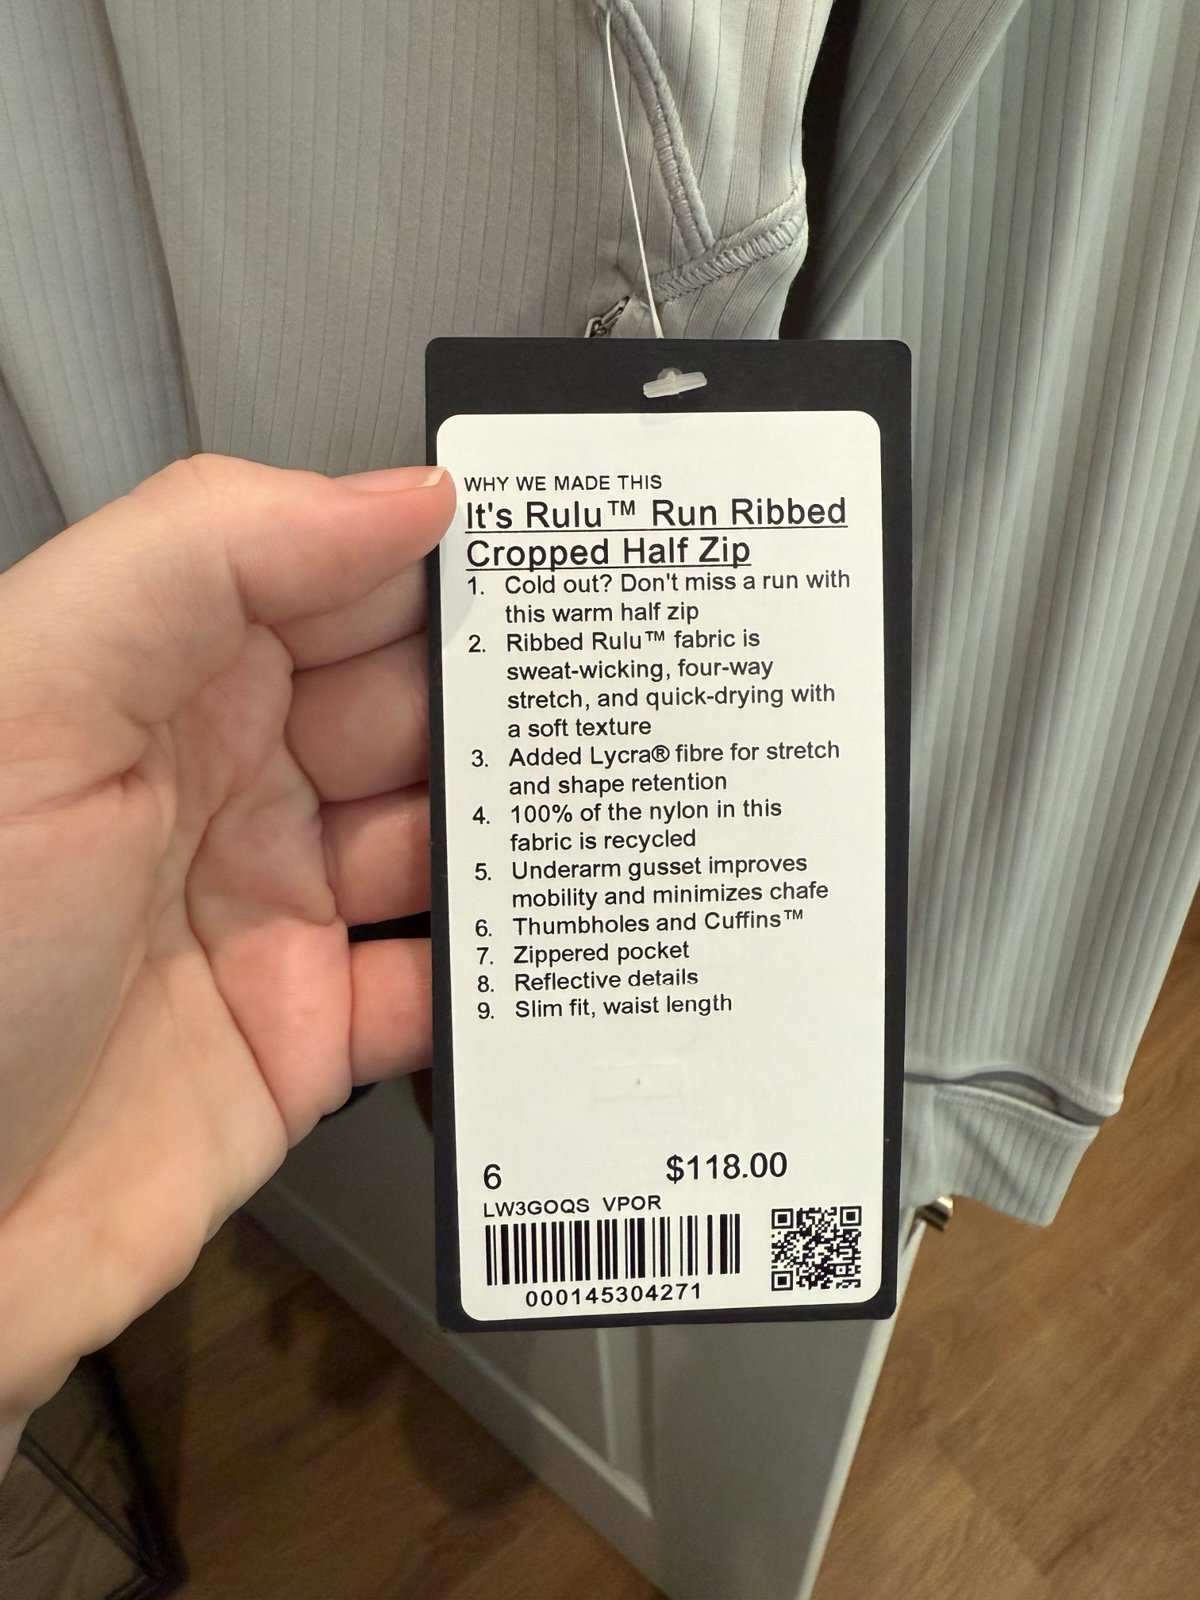 WHY WE MADE THIS
It's Rulu™ Run Ribbed
Cropped Half Zip
1. Cold out? Don't miss a run with
this warm half zip
2. Ribbed Rulu™ fabric is
sweat-wicking, four-way
stretch, and quick-drying with
a soft texture
3. Added Lycra® fibre for stretch
and shape retention
4. 100% of the nylon in this
fabric is recycled
5. Underarm gusset improves
mobility and minimizes chafe
6. Thumbholes and Cuffins™
7. Zippered pocket
8. Reflective details
9. Slim fit, waist length
6 $118.00
LW3GOQS VPOR
000145304271